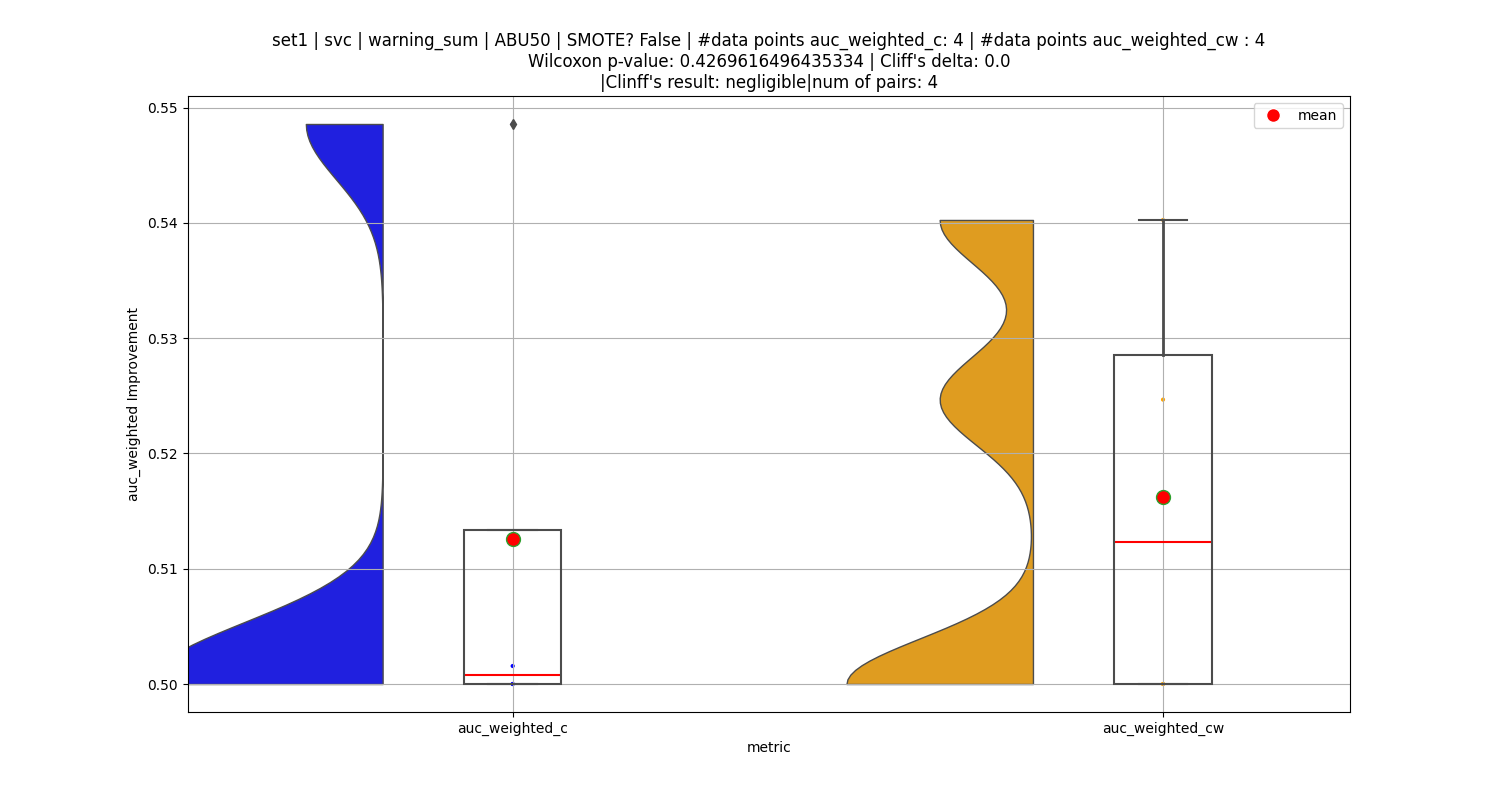 set1 | svc | warning_sum | ABU50 | SMOTE? False | #data points auc_weighted_c: 4 | #data points auc_weighted_cw : 4
Wilcoxon p-value: 0.4269616496435334 | Cliff's delta: 0.0
|Clinff's result: negligible|num of pairs: 4
mean
0.55
0.54
0.53
0.52
0.51
0.50
auc_weighted Improvement
auc_weighted_c
auc_weighted_cw
metric